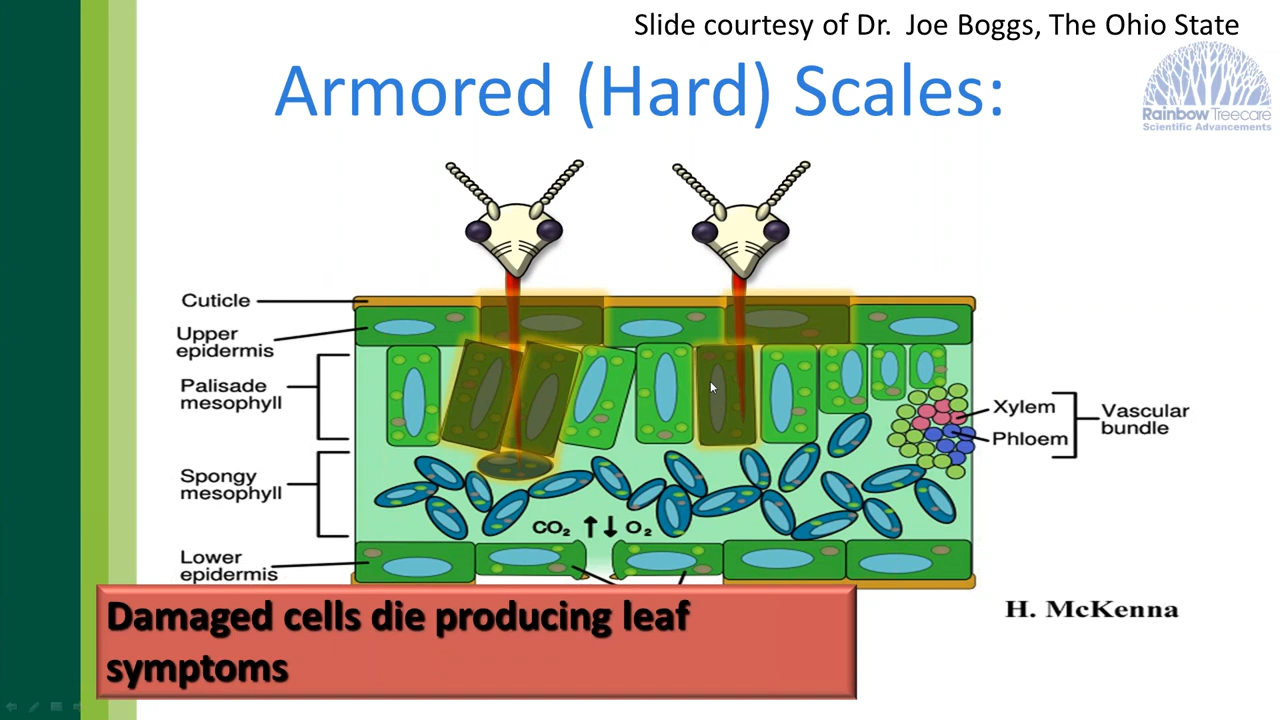 Slide courtesy of Dr. Joe Boggs, The Ohio State
Armored (Hard) Scales:
Rainbow Treecare
Scientific Advancements
Cuticle
Upper
epidermis
Palisade
mesophyll
Xylem
Phloem
Vascular
bundle
Spongy
mesophyll
CO₂
O₂
Lower
epidermis
Damaged cells die producing leaf
symptoms
H. McKenna